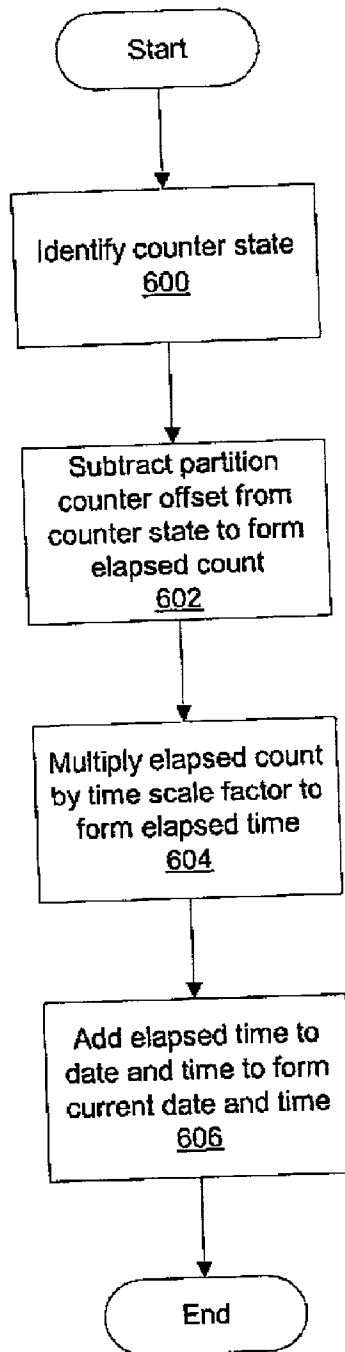 Start
Identify counter state
600
Subtract partition
counter offset from
counter state to form
elapsed count
602
Multiply elapsed count
by time scale factor to
form elapsed time
604
Add elapsed time to
date and time to form
current date and time
606
End